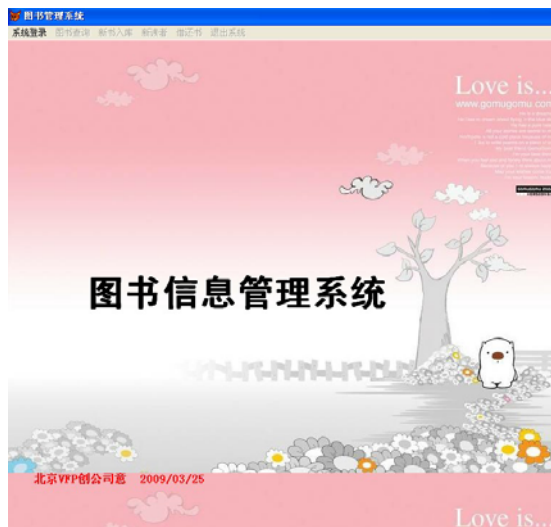 图书管理系统
系统登录 图书查询 新书入库 新读者 借还书 退出系统
Love is...
www.gomugomu.com
图书信息管理系统
北京VFP创公司意 2009/03/25
Love is...